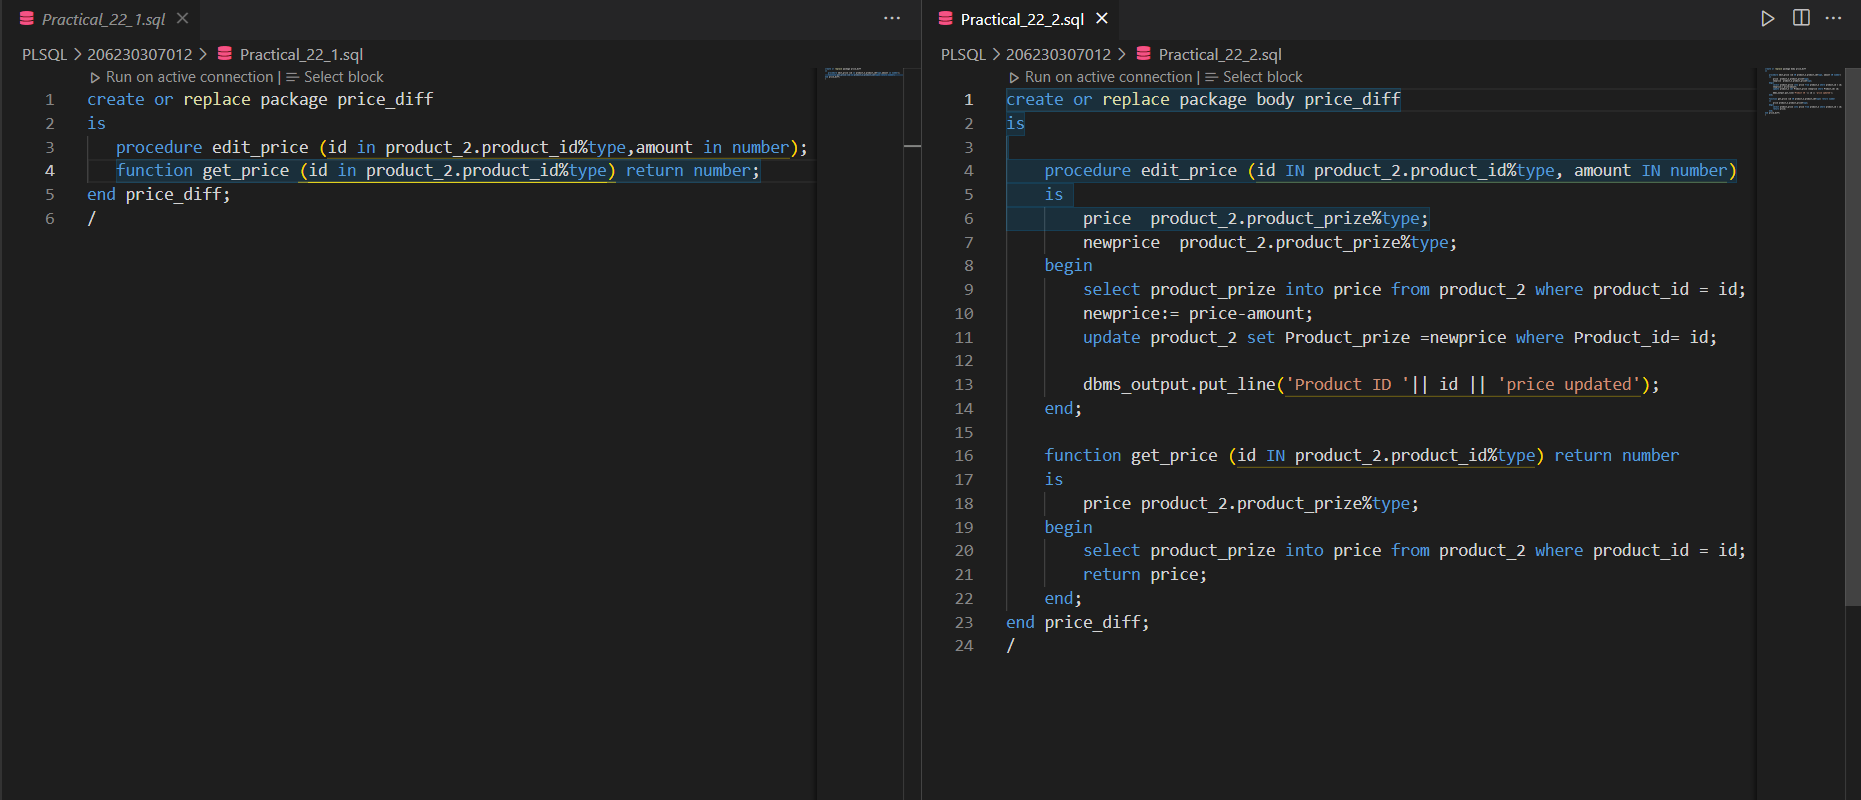 Practical_22_1.sql
PLSQL > 206230307012 > Practical_22_1.sql
Run on active connection | Select block
1 create or replace package price_diff
2 is
3 procedure edit_price (id in product_2.product_id%type,amount in number);
4 function get_price (id in product_2.product_id%type) return number;
5 end price_diff;
6 /
Practical_22_2.sql
PLSQL > 206230307012 > Practical_22_2.sql
Run on active connection | Select block
1 create or replace package body price_diff
2 is
3
4 procedure edit_price (id IN product_2.product_id%type, amount IN number)
5 is
6 price  product_2.product_prize%type;
7 newprice  product_2.product_prize%type;
8 begin
9 select product_prize into price from product_2 where product_id = id;
10 newprice:= price-amount;
11 update product_2 set Product_prize =newprice where Product_id= id;
12
13 dbms_output.put_line('Product ID '|| id || 'price updated');
14 end;
15
16 function get_price (id IN product_2.product_id%type) return number
17 is
18 price product_2.product_prize%type;
19 begin
20 select product_prize into price from product_2 where product_id = id;
21 return price;
22 end;
23 end price_diff;
24 /